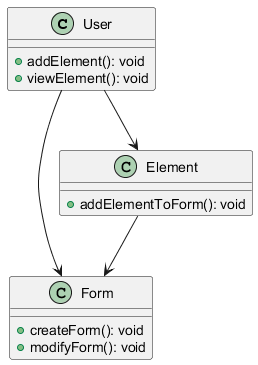 C User
addElement(): void
viewElement(): void
C Element
addElementToForm(): void
C Form
createForm(): void
modifyForm(): void